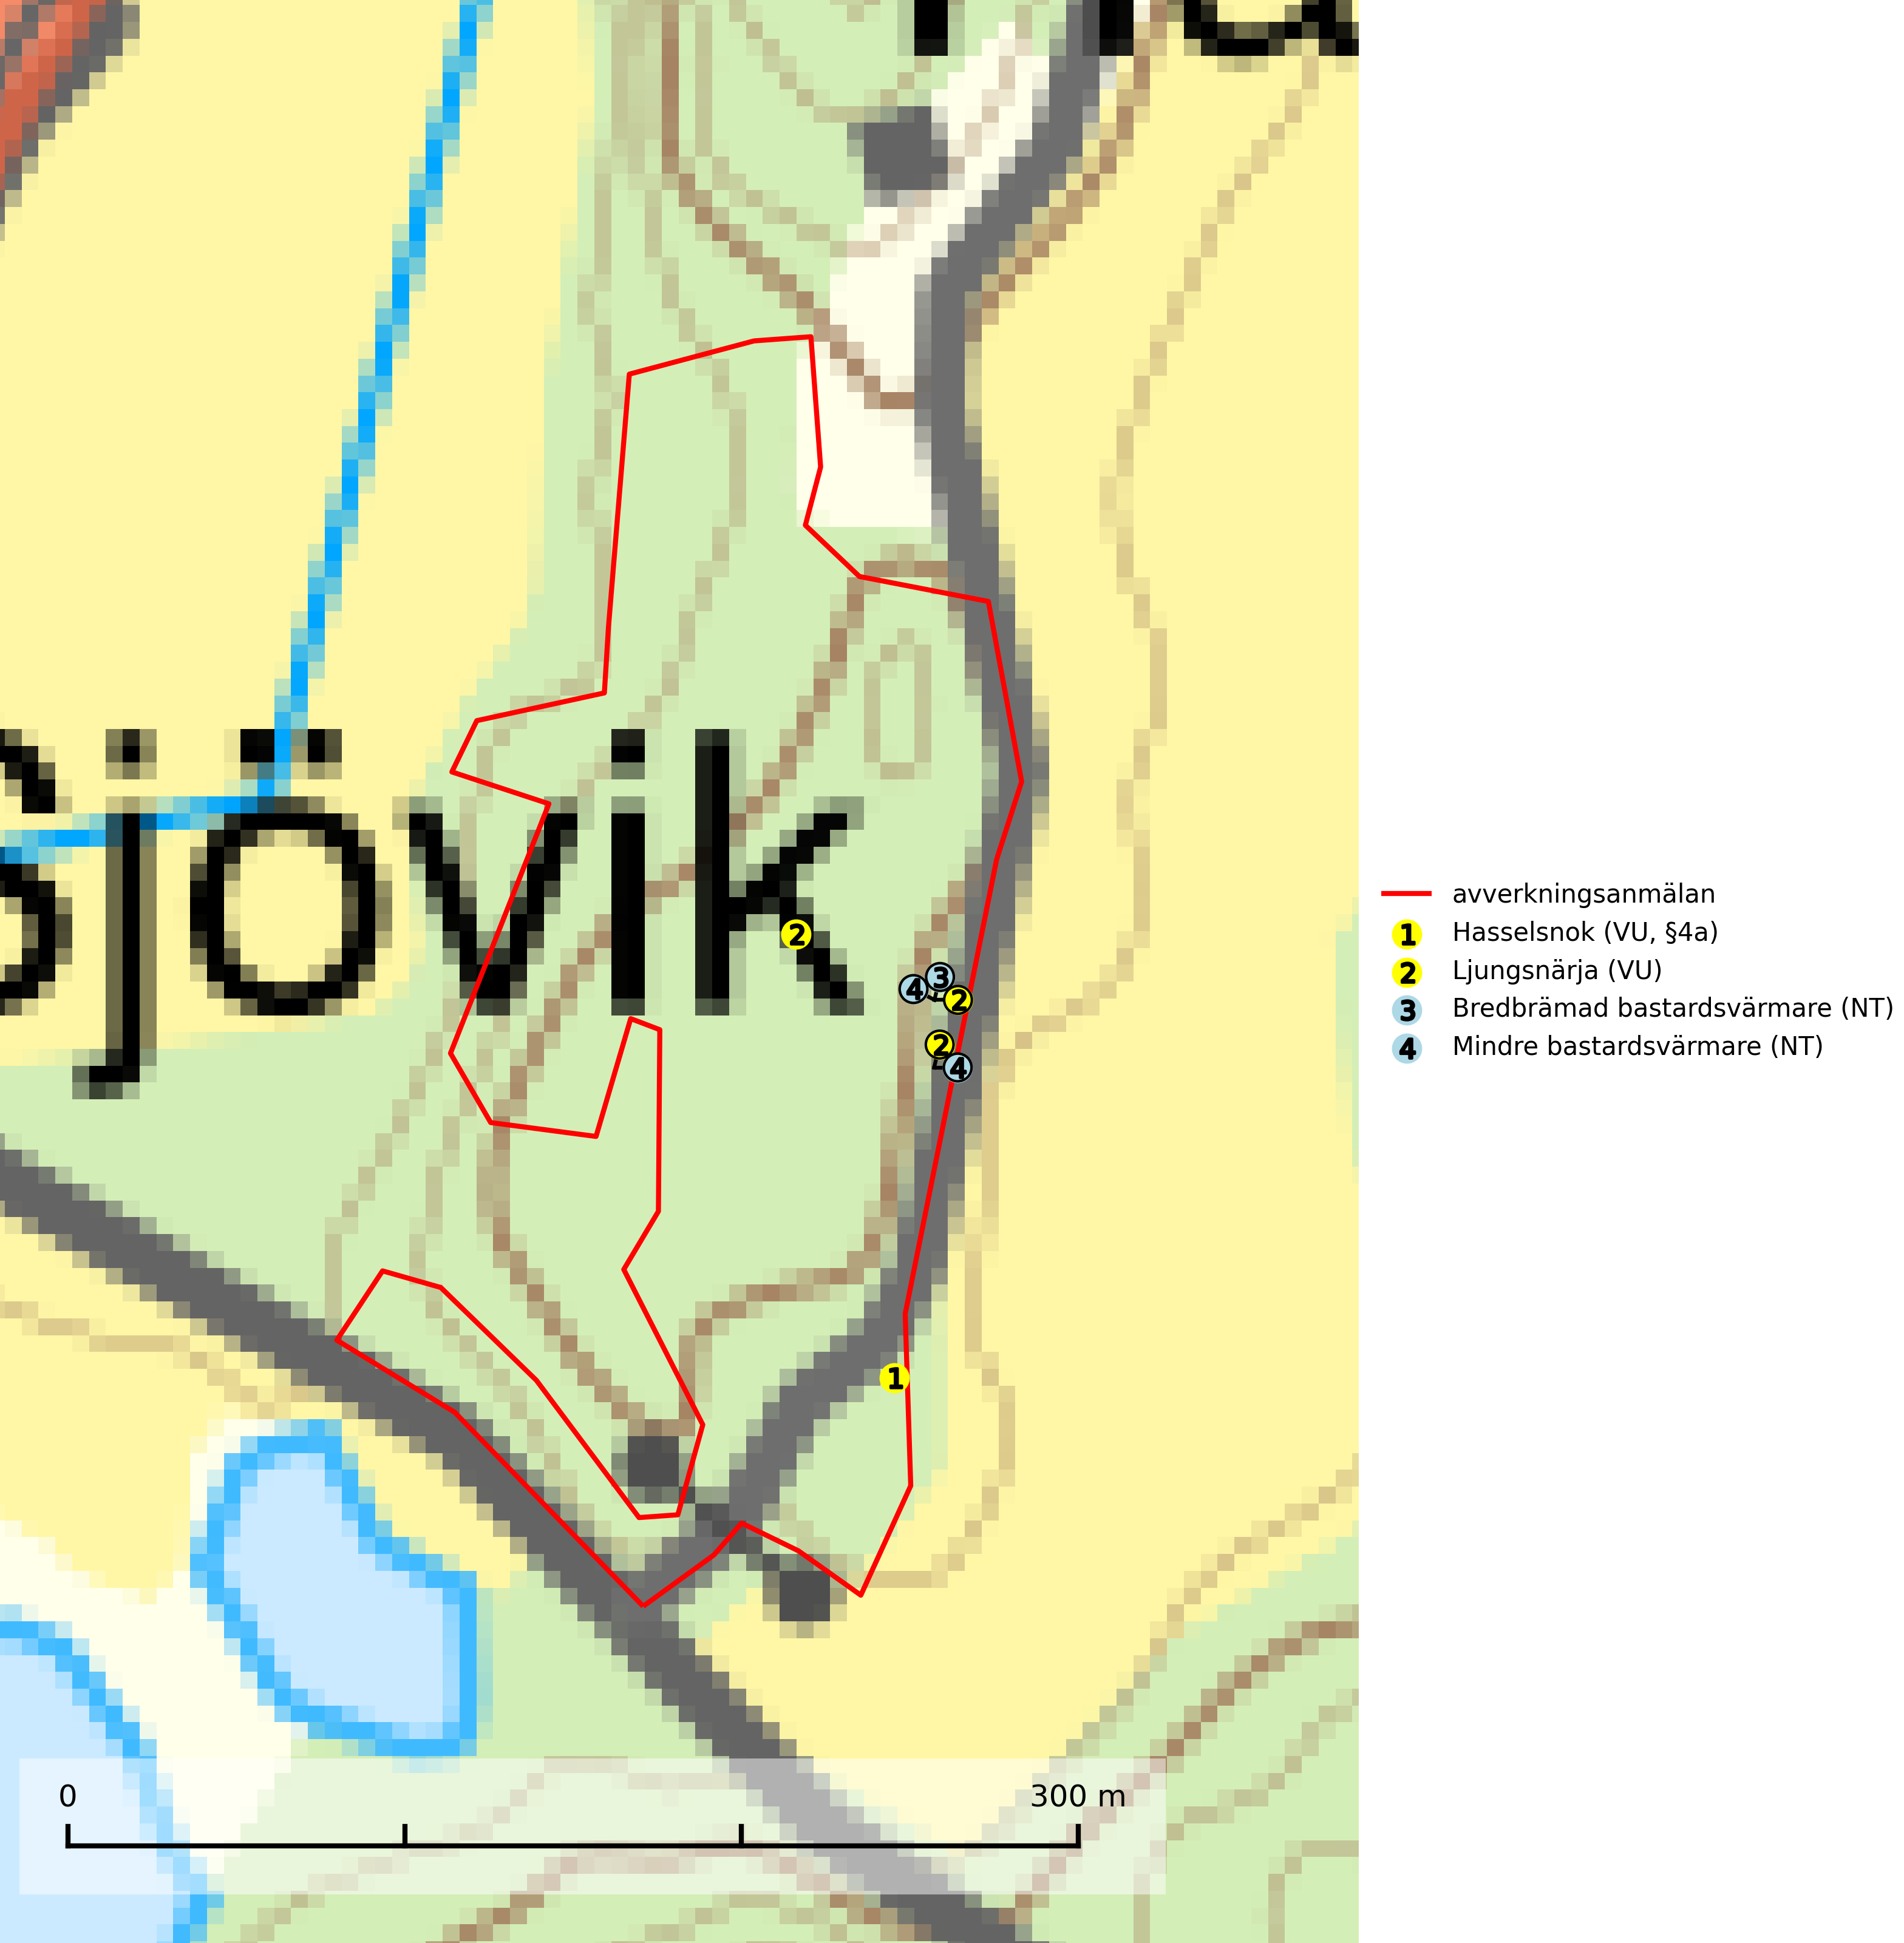 sjövik
2
3
4
2
2
4
1
avverkningsanmälan
1 Hasselsnok (VU, §4a)
2 Ljungsnärja (VU)
3 Bredbrämad bastardsvärmare (NT)
4 Mindre bastardsvärmare (NT)
0 300 m